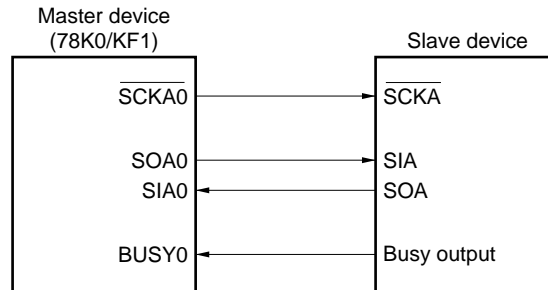 Master device
(78K0/KF1)
Slave device
SCKA0
SCKA
SOA0
SIA
SIA0
SOA
BUSY0
Busy output